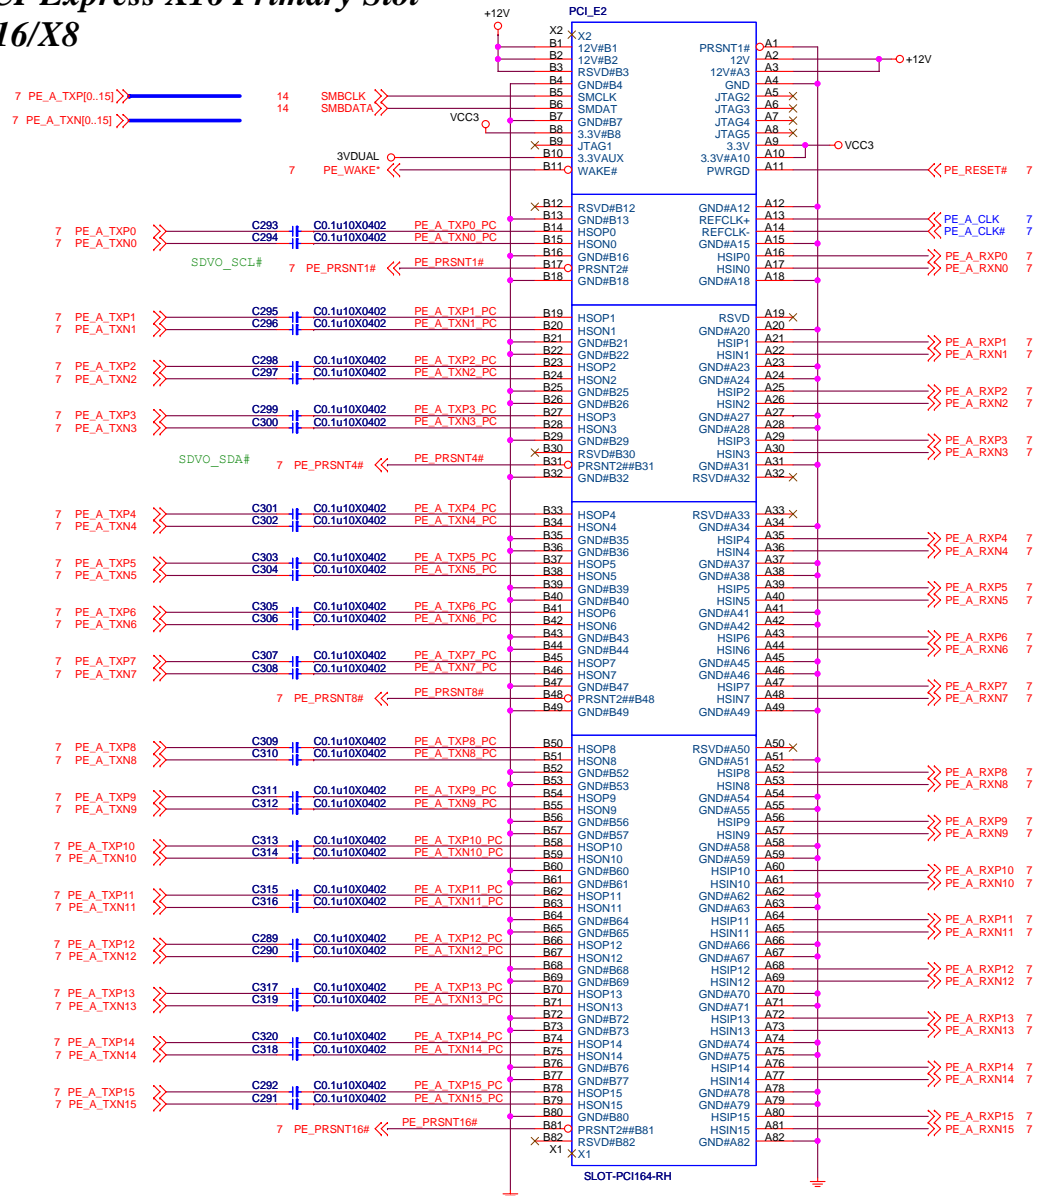 Express X16 Primary Slot
16/X8
+12V PCI_E2
X2 X2
B1 12V#B1 PRSNT1# A1
B2 12V#B2 12V A2 +12V
B3 RSVD#B3 12V#A3 A3
B4 GND#B4 GND A4
7 PE_A_TXP[0..15] 14 SMBCLK B5 SMCLK JTAG2 A5
14 SMBDATA B6 SMDAT JTAG3 A6
7 PE_A_TXN[0..15] VCC3 B7 GND#B7 JTAG4 A7
B8 3.3V#B8 JTAG5 A8
B9 JTAG1 3.3V A9 VCC3
3VDUAL B10 3.3VAUX 3.3V#A10 A10
7 PE_WAKE* B11 WAKE# PWRGD A11 PE_RESET# 7
B12 RSVD#B12 GND#A12 A12
B13 GND#B13 REFCLK+ A13 PE_A_CLK 7
7 PE_A_TXP0 C293 C0.1u10X0402 PE_A_TXP0_PC B14 HSOP0 REFCLK- A14 PE_A_CLK# 7
7 PE_A_TXN0 C294 C0.1u10X0402 PE_A_TXN0_PC B15 HSON0 GND#A15 A15
B16 GND#B16 HSIP0 A16 PE_A_RXP0 7
SDVO_SCL# 7 PE_PRSNT1# PE_PRSNT1# B17 PRSNT2# HSIN0 A17 PE_A_RXN0 7
B18 GND#B18 GND#A18 A18
7 PE_A_TXP1 C295 C0.1u10X0402 PE_A_TXP1_PC B19 HSOP1 RSVD A19
7 PE_A_TXN1 C296 C0.1u10X0402 PE_A_TXN1_PC B20 HSON1 GND#A20 A20
B21 GND#B21 HSIP1 A21 PE_A_RXP1 7
B22 GND#B22 HSIN1 A22 PE_A_RXN1 7
7 PE_A_TXP2 C298 C0.1u10X0402 PE_A_TXP2_PC B23 HSOP2 GND#A23 A23
7 PE_A_TXN2 C297 C0.1u10X0402 PE_A_TXN2_PC B24 HSON2 GND#A24 A24
B25 GND#B25 HSIP2 A25 PE_A_RXP2 7
B26 GND#B26 HSIN2 A26 PE_A_RXN2 7
7 PE_A_TXP3 C299 C0.1u10X0402 PE_A_TXP3_PC B27 HSOP3 GND#A27 A27
7 PE_A_TXN3 C300 C0.1u10X0402 PE_A_TXN3_PC B28 HSON3 GND#A28 A28
B29 GND#B29 HSIP3 A29 PE_A_RXP3 7
B30 RSVD#B30 HSIN3 A30 PE_A_RXN3 7
SDVO_SDA# 7 PE_PRSNT4# PE_PRSNT4# B31 PRSNT2##B31 GND#A31 A31
B32 GND#B32 RSVD#A32 A32
7 PE_A_TXP4 C301 C0.1u10X0402 PE_A_TXP4_PC B33 HSOP4 RSVD#A33 A33
7 PE_A_TXN4 C302 C0.1u10X0402 PE_A_TXN4_PC B34 HSON4 GND#A34 A34
B35 GND#B35 HSIP4 A35 PE_A_RXP4 7
B36 GND#B36 HSIN4 A36 PE_A_RXN4 7
7 PE_A_TXP5 C303 C0.1u10X0402 PE_A_TXP5_PC B37 HSOP5 GND#A37 A37
7 PE_A_TXN5 C304 C0.1u10X0402 PE_A_TXN5_PC B38 HSON5 GND#A38 A38
B39 GND#B39 HSIP5 A39 PE_A_RXP5 7
B40 GND#B40 HSIN5 A40 PE_A_RXN5 7
7 PE_A_TXP6 C305 C0.1u10X0402 PE_A_TXP6_PC B41 HSOP6 GND#A41 A41
7 PE_A_TXN6 C306 C0.1u10X0402 PE_A_TXN6_PC B42 HSON6 GND#A42 A42
B43 GND#B43 HSIP6 A43 PE_A_RXP6 7
B44 GND#B44 HSIN6 A44 PE_A_RXN6 7
7 PE_A_TXP7 C307 C0.1u10X0402 PE_A_TXP7_PC B45 HSOP7 GND#A45 A45
7 PE_A_TXN7 C308 C0.1u10X0402 PE_A_TXN7_PC B46 HSON7 GND#A46 A46
B47 GND#B47 HSIP7 A47 PE_A_RXP7 7
7 PE_PRSNT8# PE_PRSNT8# B48 PRSNT2##B48 HSIN7 A48 PE_A_RXN7 7
B49 GND#B49 GND#A49 A49
7 PE_A_TXP8 C309 C0.1u10X0402 PE_A_TXP8_PC B50 HSOP8 RSVD#A50 A50
7 PE_A_TXN8 C310 C0.1u10X0402 PE_A_TXN8_PC B51 HSON8 GND#A51 A51
B52 GND#B52 HSIP8 A52 PE_A_RXP8 7
B53 GND#B53 HSIN8 A53 PE_A_RXN8 7
7 PE_A_TXP9 C311 C0.1u10X0402 PE_A_TXP9_PC B54 HSOP9 GND#A54 A54
7 PE_A_TXN9 C312 C0.1u10X0402 PE_A_TXN9_PC B55 HSON9 GND#A55 A55
B56 GND#B56 HSIP9 A56 PE_A_RXP9 7
B57 GND#B57 HSIN9 A57 PE_A_RXN9 7
7 PE_A_TXP10 C313 C0.1u10X0402 PE_A_TXP10_PC B58 HSOP10 GND#A58 A58
7 PE_A_TXN10 C314 C0.1u10X0402 PE_A_TXN10_PC B59 HSON10 GND#A59 A59
B60 GND#B60 HSIP10 A60 PE_A_RXP10 7
B61 GND#B61 HSIN10 A61 PE_A_RXN10 7
7 PE_A_TXP11 C315 C0.1u10X0402 PE_A_TXP11_PC B62 HSOP11 GND#A62 A62
7 PE_A_TXN11 C316 C0.1u10X0402 PE_A_TXN11_PC B63 HSON11 GND#A63 A63
B64 GND#B64 HSIP11 A64 PE_A_RXP11 7
B65 GND#B65 HSIN11 A65 PE_A_RXN11 7
7 PE_A_TXP12 C289 C0.1u10X0402 PE_A_TXP12_PC B66 HSOP12 GND#A66 A66
7 PE_A_TXN12 C290 C0.1u10X0402 PE_A_TXN12_PC B67 HSON12 GND#A67 A67
B68 GND#B68 HSIP12 A68 PE_A_RXP12 7
B69 GND#B69 HSIN12 A69 PE_A_RXN12 7
7 PE_A_TXP13 C317 C0.1u10X0402 PE_A_TXP13_PC B70 HSOP13 GND#A70 A70
7 PE_A_TXN13 C319 C0.1u10X0402 PE_A_TXN13_PC B71 HSON13 GND#A71 A71
B72 GND#B72 HSIP13 A72 PE_A_RXP13 7
B73 GND#B73 HSIN13 A73 PE_A_RXN13 7
7 PE_A_TXP14 C320 C0.1u10X0402 PE_A_TXP14_PC B74 HSOP14 GND#A74 A74
7 PE_A_TXN14 C318 C0.1u10X0402 PE_A_TXN14_PC B75 HSON14 GND#A75 A75
B76 GND#B76 HSIP14 A76 PE_A_RXP14 7
B77 GND#B77 HSIN14 A77 PE_A_RXN14 7
7 PE_A_TXP15 C292 C0.1u10X0402 PE_A_TXP15_PC B78 HSOP15 GND#A78 A78
7 PE_A_TXN15 C291 C0.1u10X0402 PE_A_TXN15_PC B79 HSON15 GND#A79 A79
B80 GND#B80 HSIP15 A80 PE_A_RXP15 7
7 PE_PRSNT16# PE_PRSNT16# B81 PRSNT2##B81 HSIN15 A81 PE_A_RXN15 7
B82 RSVD#B82 GND#A82 A82
X1 X1
SLOT-PCI164-RH